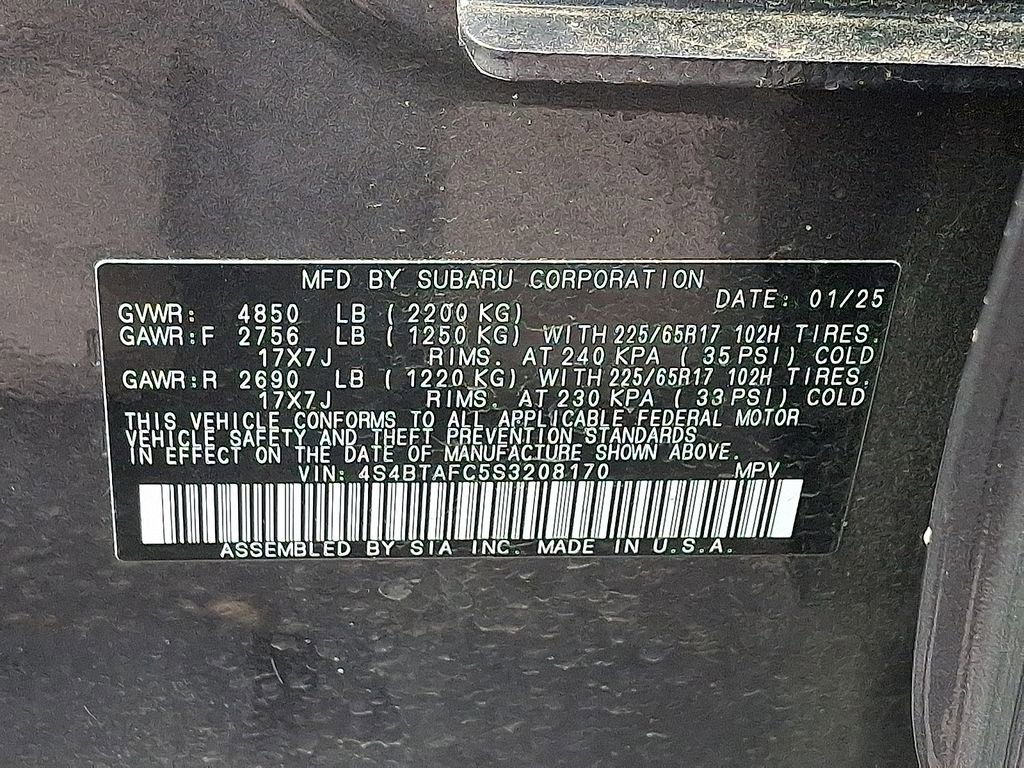 MFD BY SUBARU CORPORATION
DATE: 01/25
GVWR: 4850 LB (2200 KG)
GAWR:F 2756 LB (1250 KG) WITH 225/65R17 102H TIRES.
17X7J RIMS. AT 240 KPA (35 PSI) COLD
GAWR:R 2690 LB (1220 KG) WITH 225/65R17 102H TIRES.
17X7J RIMS. AT 230 KPA (33 PSI) COLD
THIS VEHICLE CONFORMS TO ALL APPLICABLE FEDERAL MOTOR
VEHICLE SAFETY AND THEFT PREVENTION STANDARDS
IN EFFECT ON THE DATE OF MANUFACTURE SHOWN ABOVE.
VIN: 4S4BTAFC5S3208170 MPV
ASSEMBLED BY SIA INC. MADE IN U.S.A.